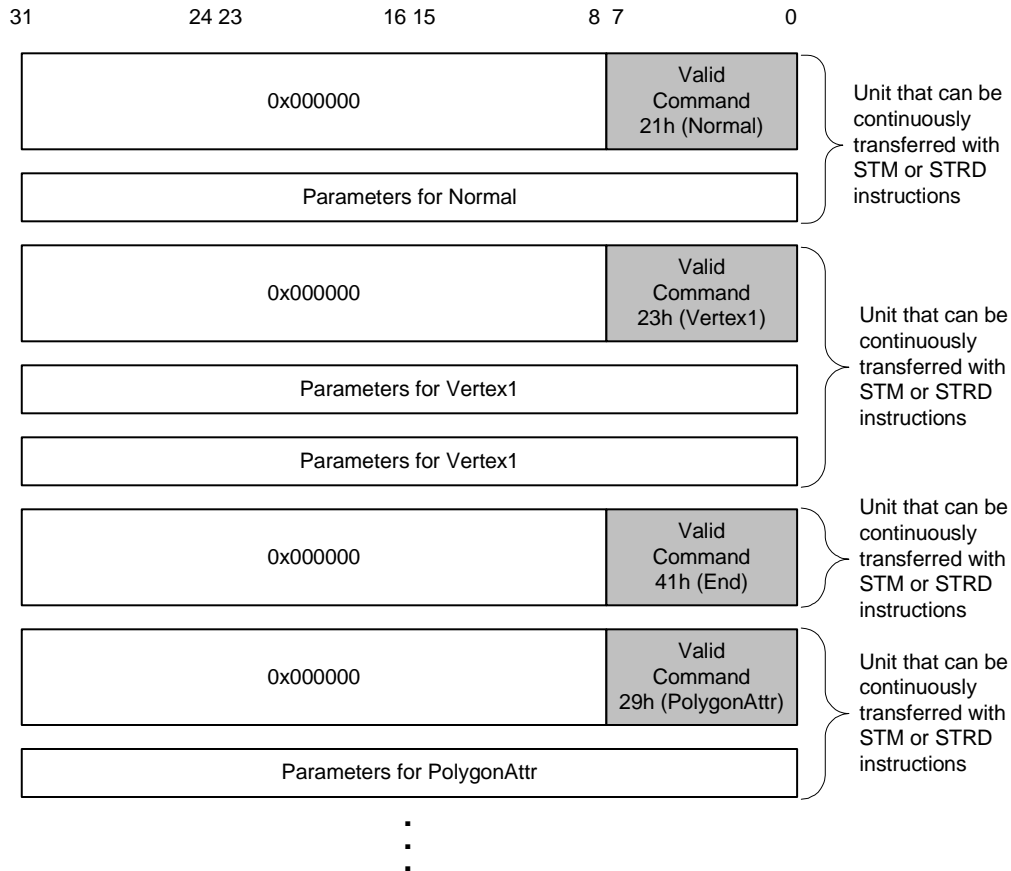 31 24 23 16 15 8 7 0
0x000000
Valid
Command
21h (Normal)
Unit that can be
continuously
transferred with
STM or STRD
instructions
Parameters for Normal
0x000000
Valid
Command
23h (Vertex1)
Unit that can be
continuously
transferred with
STM or STRD
instructions
Parameters for Vertex1
Parameters for Vertex1
0x000000
Valid
Command
41h (End)
Unit that can be
continuously
transferred with
STM or STRD
instructions
0x000000
Valid
Command
29h (PolygonAttr)
Unit that can be
continuously
transferred with
STM or STRD
instructions
Parameters for PolygonAttr